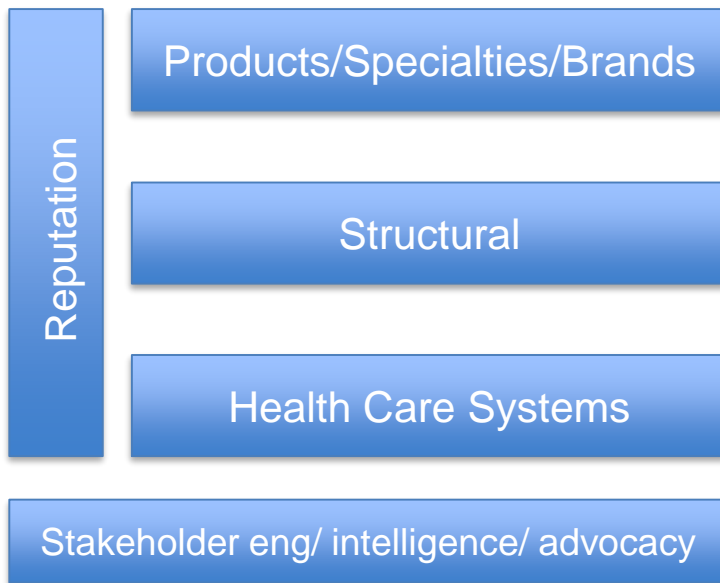 Reputation
Products/Specialties/Brands
Structural
Health Care Systems
Stakeholder eng/ intelligence/ advocacy